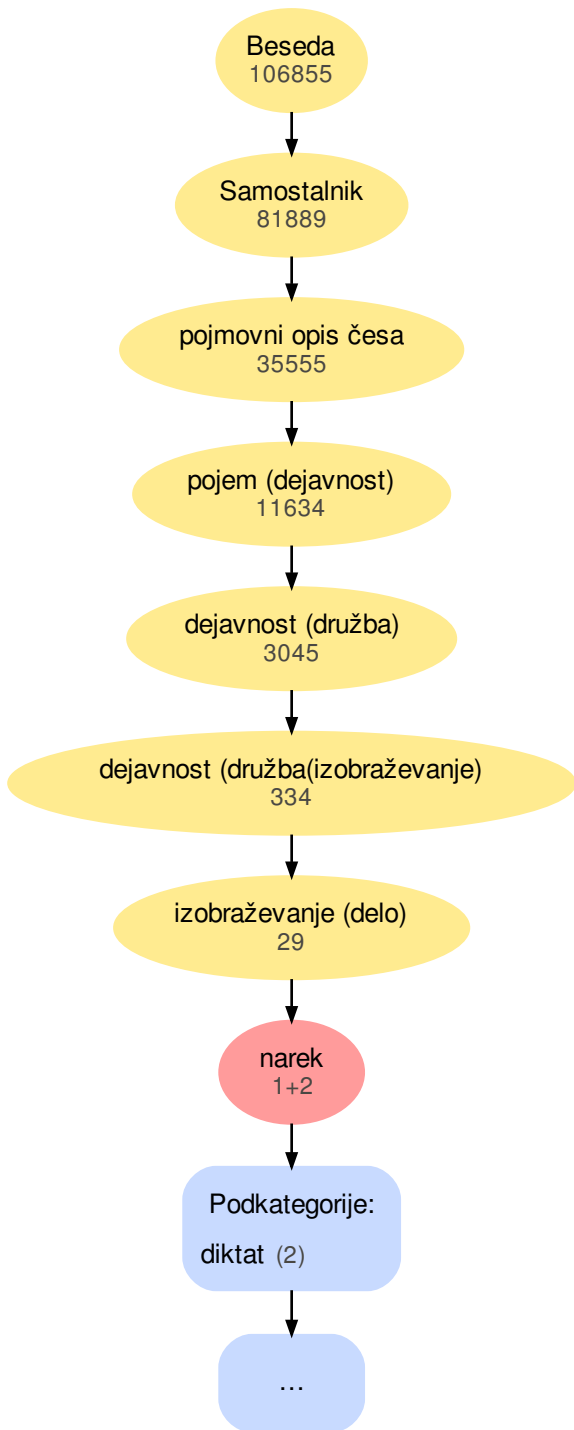 Beseda
106855
Samostalnik
81889
pojmovni opis česa
35555
pojem (dejavnost)
11634
dejavnost (družba)
3045
dejavnost (družba(izobraževanje)
334
izobraževanje (delo)
29
narek
1+2
Podkategorije:
diktat (2)
…